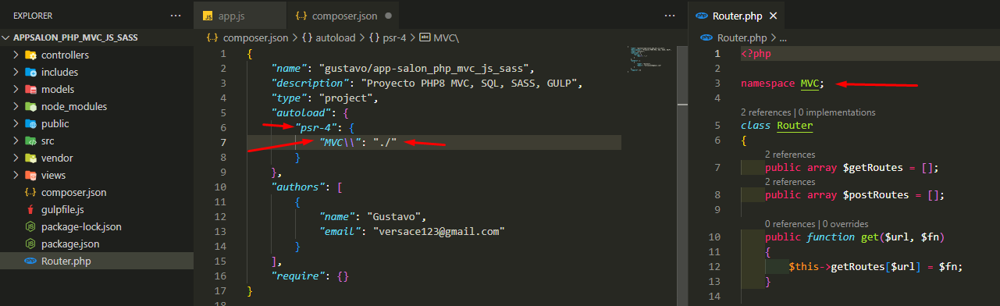 EXPLORER
APPSALON_PHP_MVC_JS_SASS
controllers
includes
models
node_modules
public
src
vendor
views
composer.json
gulpfile.js
package-lock.json
package.json
Router.php
app.js
composer.json
composer.json > {} autoload > {} psr-4 > MVC\
1 {
2 "name": "gustavo/app-salon_php_mvc_js_sass",
3 "description": "Proyecto PHP8 MVC, SQL, SASS, GULP",
4 "type": "project",
5 "autoload": {
6 "psr-4": {
7 "MVC\\": "./"
8 }
9 },
10 "authors": [
11 {
12 "name": "Gustavo",
13 "email": "versace123@gmail.com"
14 }
15 ],
16 "require": {}
17 }
18
Router.php
Router.php > ...
1 <?php
2
3 namespace MVC;
4
2 references | 0 implementations
5 class Router
6 {
2 references
7 public array $getRoutes = [];
2 references
8 public array $postRoutes = [];
9
0 references | 0 overrides
10 public function get($url, $fn)
11 {
12 $this->getRoutes[$url] = $fn;
13 }
14